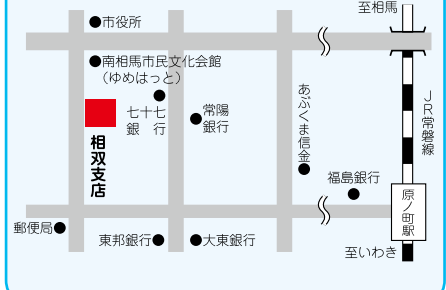 至相馬
市役所
南相馬市民文化会館
（ゆめはっと）
七十七
銀　行
常陽
銀行
あぶくま信金
ＪＲ常磐線
相双支店
福島銀行
原ノ町駅
郵便局
東邦銀行
大東銀行
至いわき